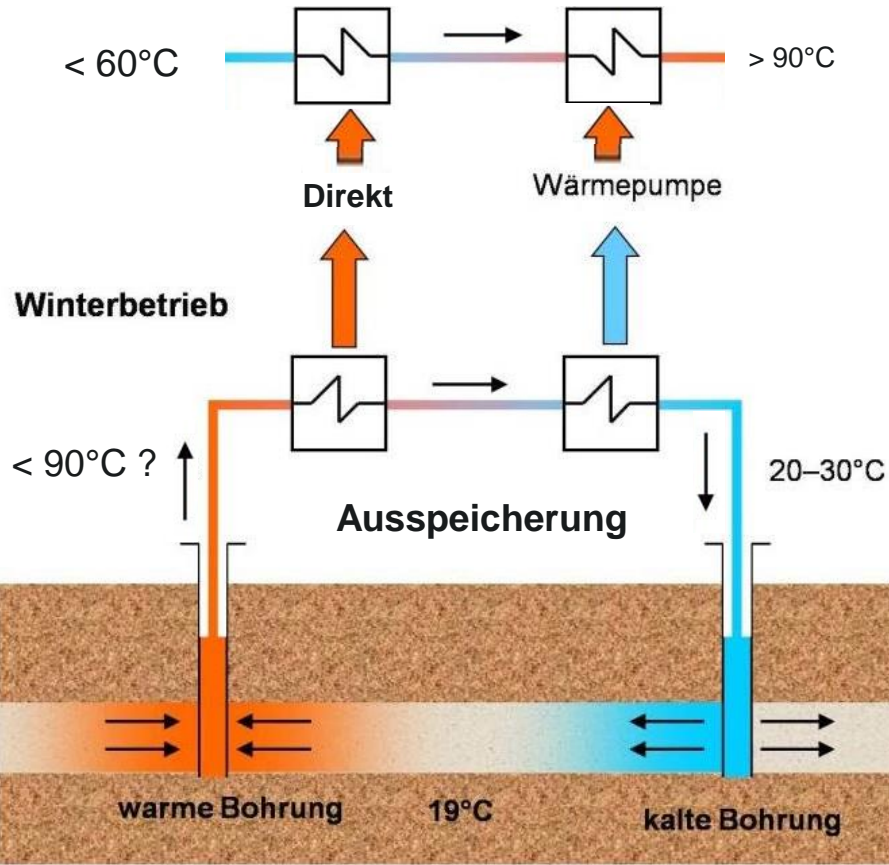 < 60°C
> 90°C
Direkt
Wärmepumpe
Winterbetrieb
< 90°C ?
20–30°C
Ausspeicherung
warme Bohrung
19°C
kalte Bohrung